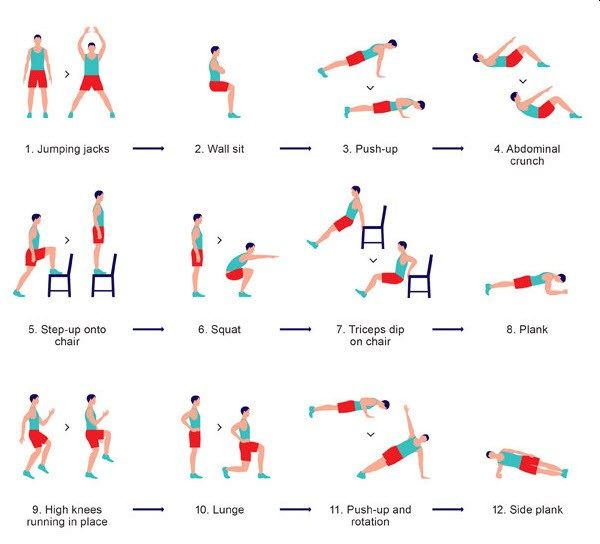 1. Jumping jacks
2. Wall sit
3. Push-up
4. Abdominal
crunch
5. Step-up onto
chair
6. Squat
7. Triceps dip
on chair
8. Plank
9. High knees
running in place
10. Lunge
11. Push-up and
rotation
12. Side plank